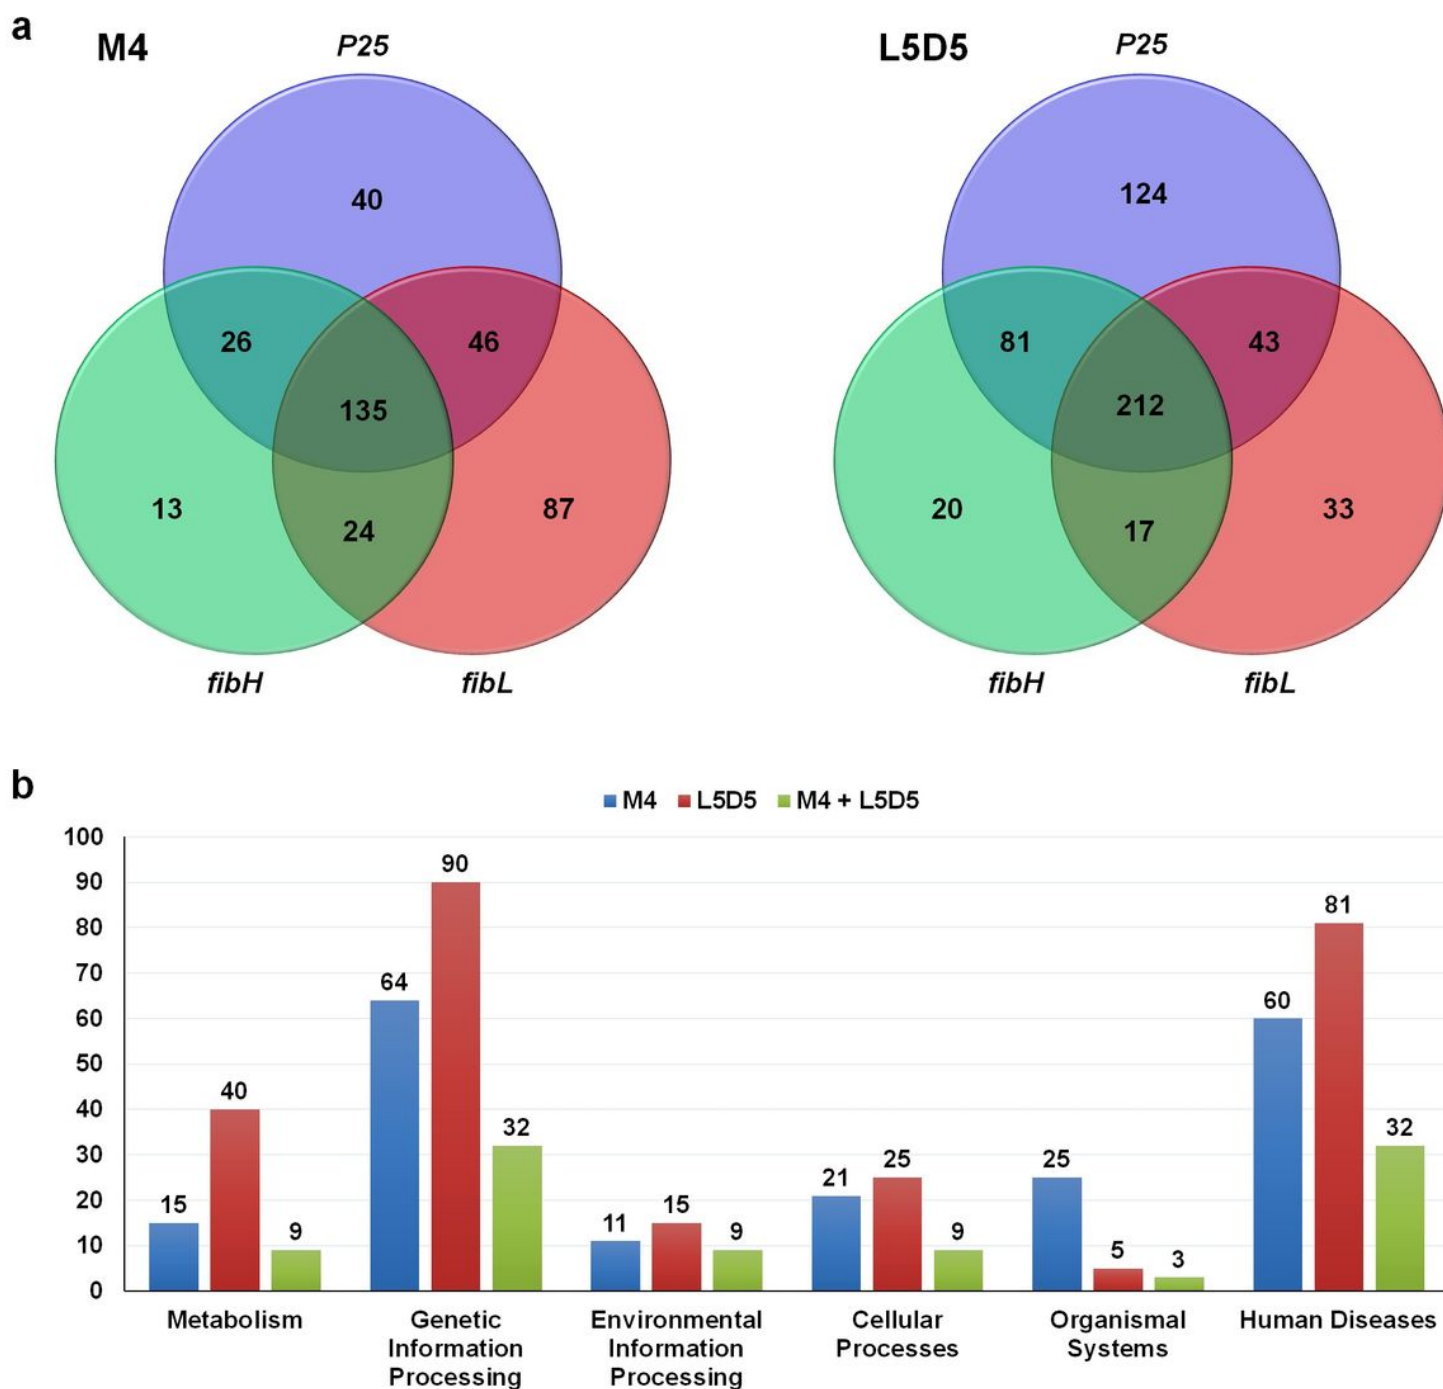 a
M4
P25
40
26
46
135
13
24
87
fibH
fibL
L5D5
P25
124
81
43
212
20
17
33
fibH
fibL
b
M4
L5D5
M4 + L5D5
100
90
80
70
60
50
40
30
20
10
0
15
40
9
64
90
32
11
15
9
21
25
9
25
5
3
60
81
32
Metabolism
Genetic
Information
Processing
Environmental
Information
Processing
Cellular
Processes
Organismal
Systems
Human Diseases